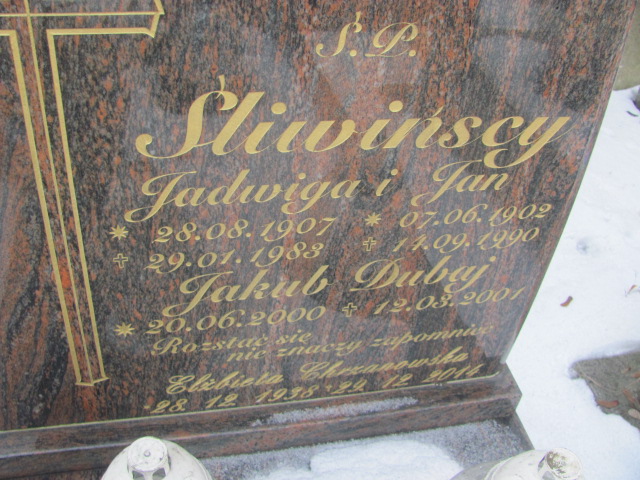 Ś.P.
Śliwińscy
Jadwiga i Jan
* 28.08.1907 * 07.06.1902
+ 29.01.1983 + 14.09.1990
Jakub Dubaj
* 20.06.2000 + 12.03.2001
Rozstać się
nie znaczy zapomnieć
Elżbieta Chrzanowska
28.12.1938 24.12.2016